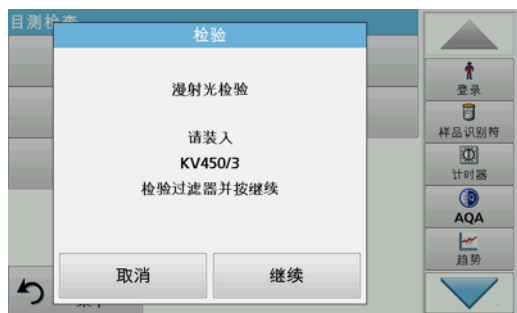 目测检查
检验
漫射光检验
请装入
KV450/3
检验过滤器并按继续
取消
继续
登录
样品识别符
计时器
AQA
趋势